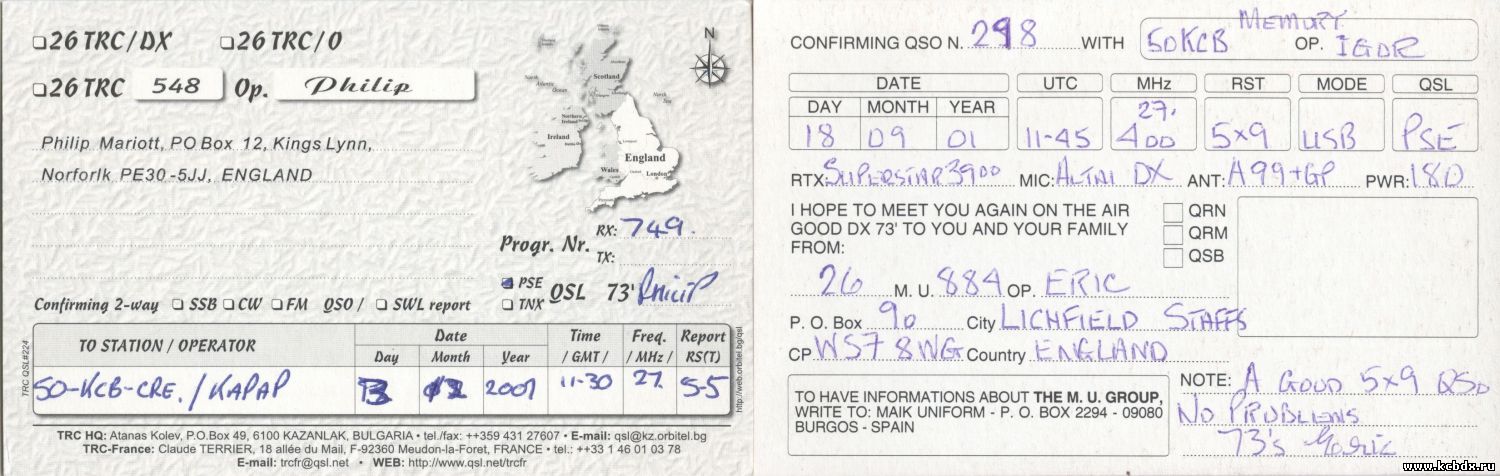 26 TRC/DX 26 TRC/O
26 TRC 548 Op. Philip
Philip Mariott, PO Box 12, Kings Lynn,
Norforlk PE30-5JJ, ENGLAND
N
North Atlantic Ocean
Scotland
North Sea
Northern Ireland
Ireland
England
Wales
London
Progr. Nr. RX: 749.
TX:
PSE
TNX
QSL 73' Philip
Confirming 2-way SSB CW FM QSO / SWL report
TO STATION / OPERATOR Date Time Freq. Report
Day Month Year / GMT / / MHz / RS(T)
50-KCB-CRE. / KAPAP 2001 11-30 27. 5-5
TRC QSL#224
http://web.orbitel.bg/qsl
TRC HQ: Atanas Kolev, P.O.Box 49, 6100 KAZANLAK, BULGARIA • tel./fax: ++359 431 27607 • E-mail: qsl@kz.orbitel.bg
TRC-France: Claude TERRIER, 18 allée du Mail, F-92360 Meudon-la-Foret, FRANCE • tel.: ++33 1 46 01 03 78
E-mail: trcfr@qsl.net • WEB: http://www.qsl.net/trcfr
CONFIRMING QSO N. 298 WITH 50KCB MEMORY OP. IGOR
DATE UTC MHz RST MODE QSL
DAY MONTH YEAR
18 09 01 11-45 27. 400 5x9 USB PSE
RTX: SUPERSTAR 3900 MIC: ALTAI DX ANT: A99+GP PWR: 180
I HOPE TO MEET YOU AGAIN ON THE AIR
GOOD DX 73' TO YOU AND YOUR FAMILY
FROM:
QRN
QRM
QSB
26 M. U. 884 OP. ERIC
P. O. Box 90 City LICHFIELD STAFFS
CP WS7 8WG Country ENGLAND
TO HAVE INFORMATIONS ABOUT THE M. U. GROUP,
WRITE TO: MAIK UNIFORM - P. O. BOX 2294 - 09080
BURGOS - SPAIN
NOTE: A GOOD 5x9 QSO
NO PROBLEMS
73's Eric
www.kcbdx.ru